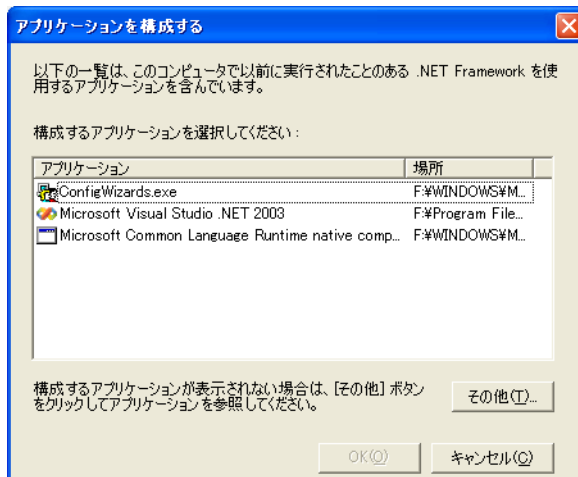 アプリケーションを構成する
以下の一覧は、このコンピュータで以前に実行されたことのある .NET Framework を使
用するアプリケーションを含んでいます。
構成するアプリケーションを選択してください:
アプリケーション 場所
ConfigWizards.exe F:¥WINDOWS¥M...
Microsoft Visual Studio .NET 2003 F:¥Program File...
Microsoft Common Language Runtime native comp... F:¥WINDOWS¥M...
構成するアプリケーションが表示されない場合は、[その他] ボタン
をクリックしてアプリケーションを参照してください。
その他(T)...
OK(O) キャンセル(C)